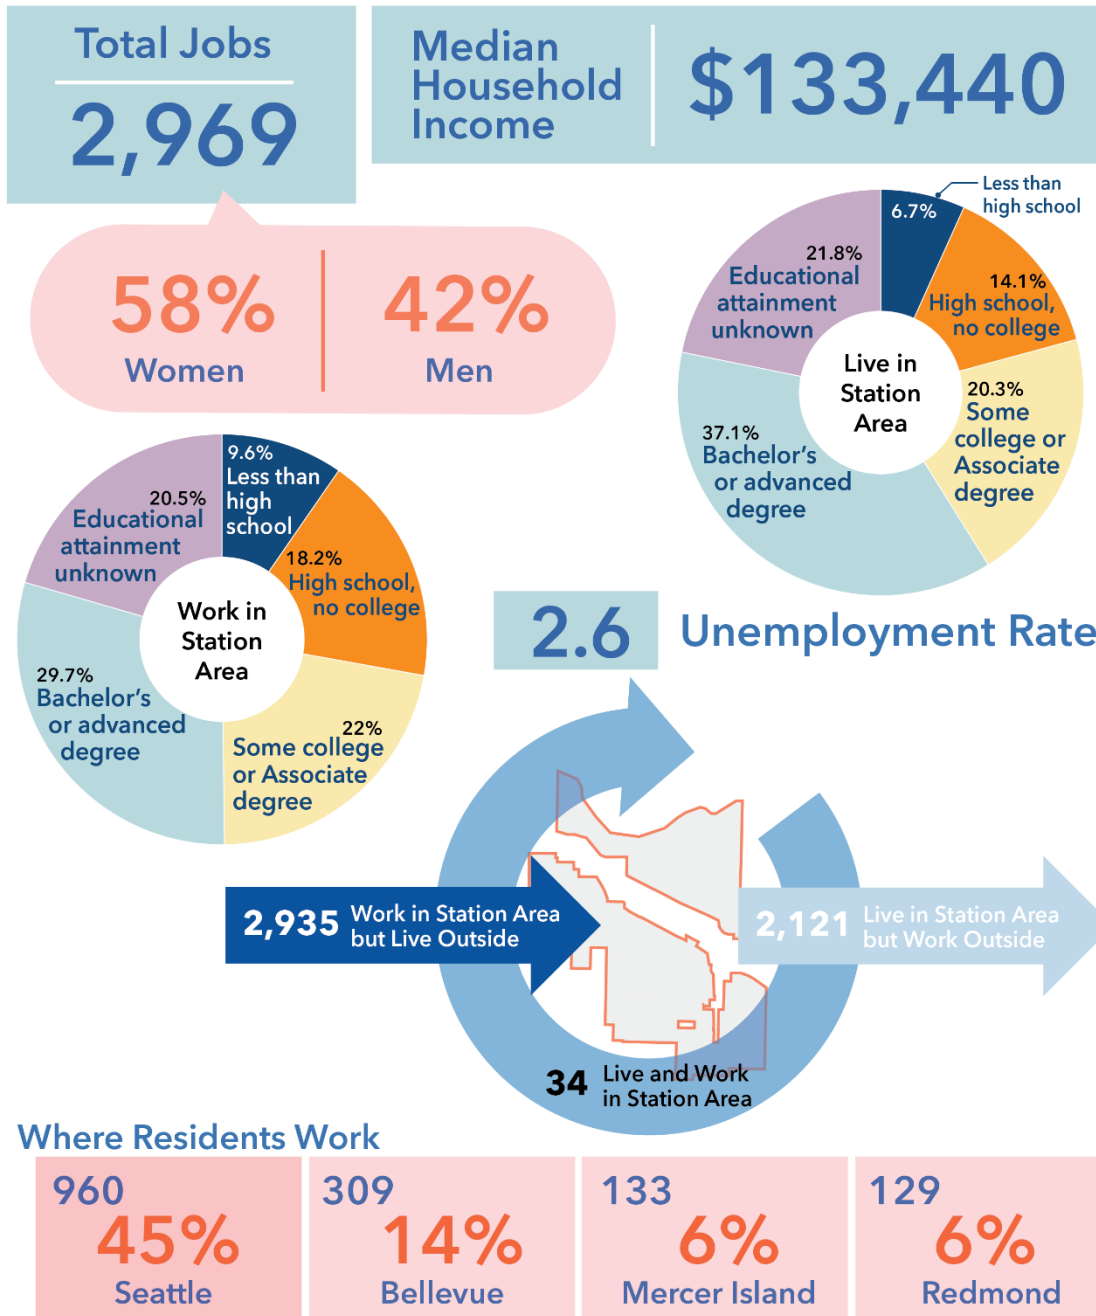 Total Jobs
2,969
Median
Household
Income
$133,440
58%
Women
42%
Men
6.7%
Less than
high school
14.1%
High school,
no college
20.3%
Some
college or
Associate
degree
37.1%
Bachelor's
or advanced
degree
21.8%
Educational
attainment
unknown
Live in
Station
Area
9.6%
Less than
high
school
18.2%
High school,
no college
22%
Some college
or Associate
degree
29.7%
Bachelor's
or advanced
degree
20.5%
Educational
attainment
unknown
Work in
Station
Area
2.6
Unemployment Rate
2,935
Work in Station Area
but Live Outside
2,121
Live in Station Area
but Work Outside
34
Live and Work
in Station Area
Where Residents Work
960
45%
Seattle
309
14%
Bellevue
133
6%
Mercer Island
129
6%
Redmond